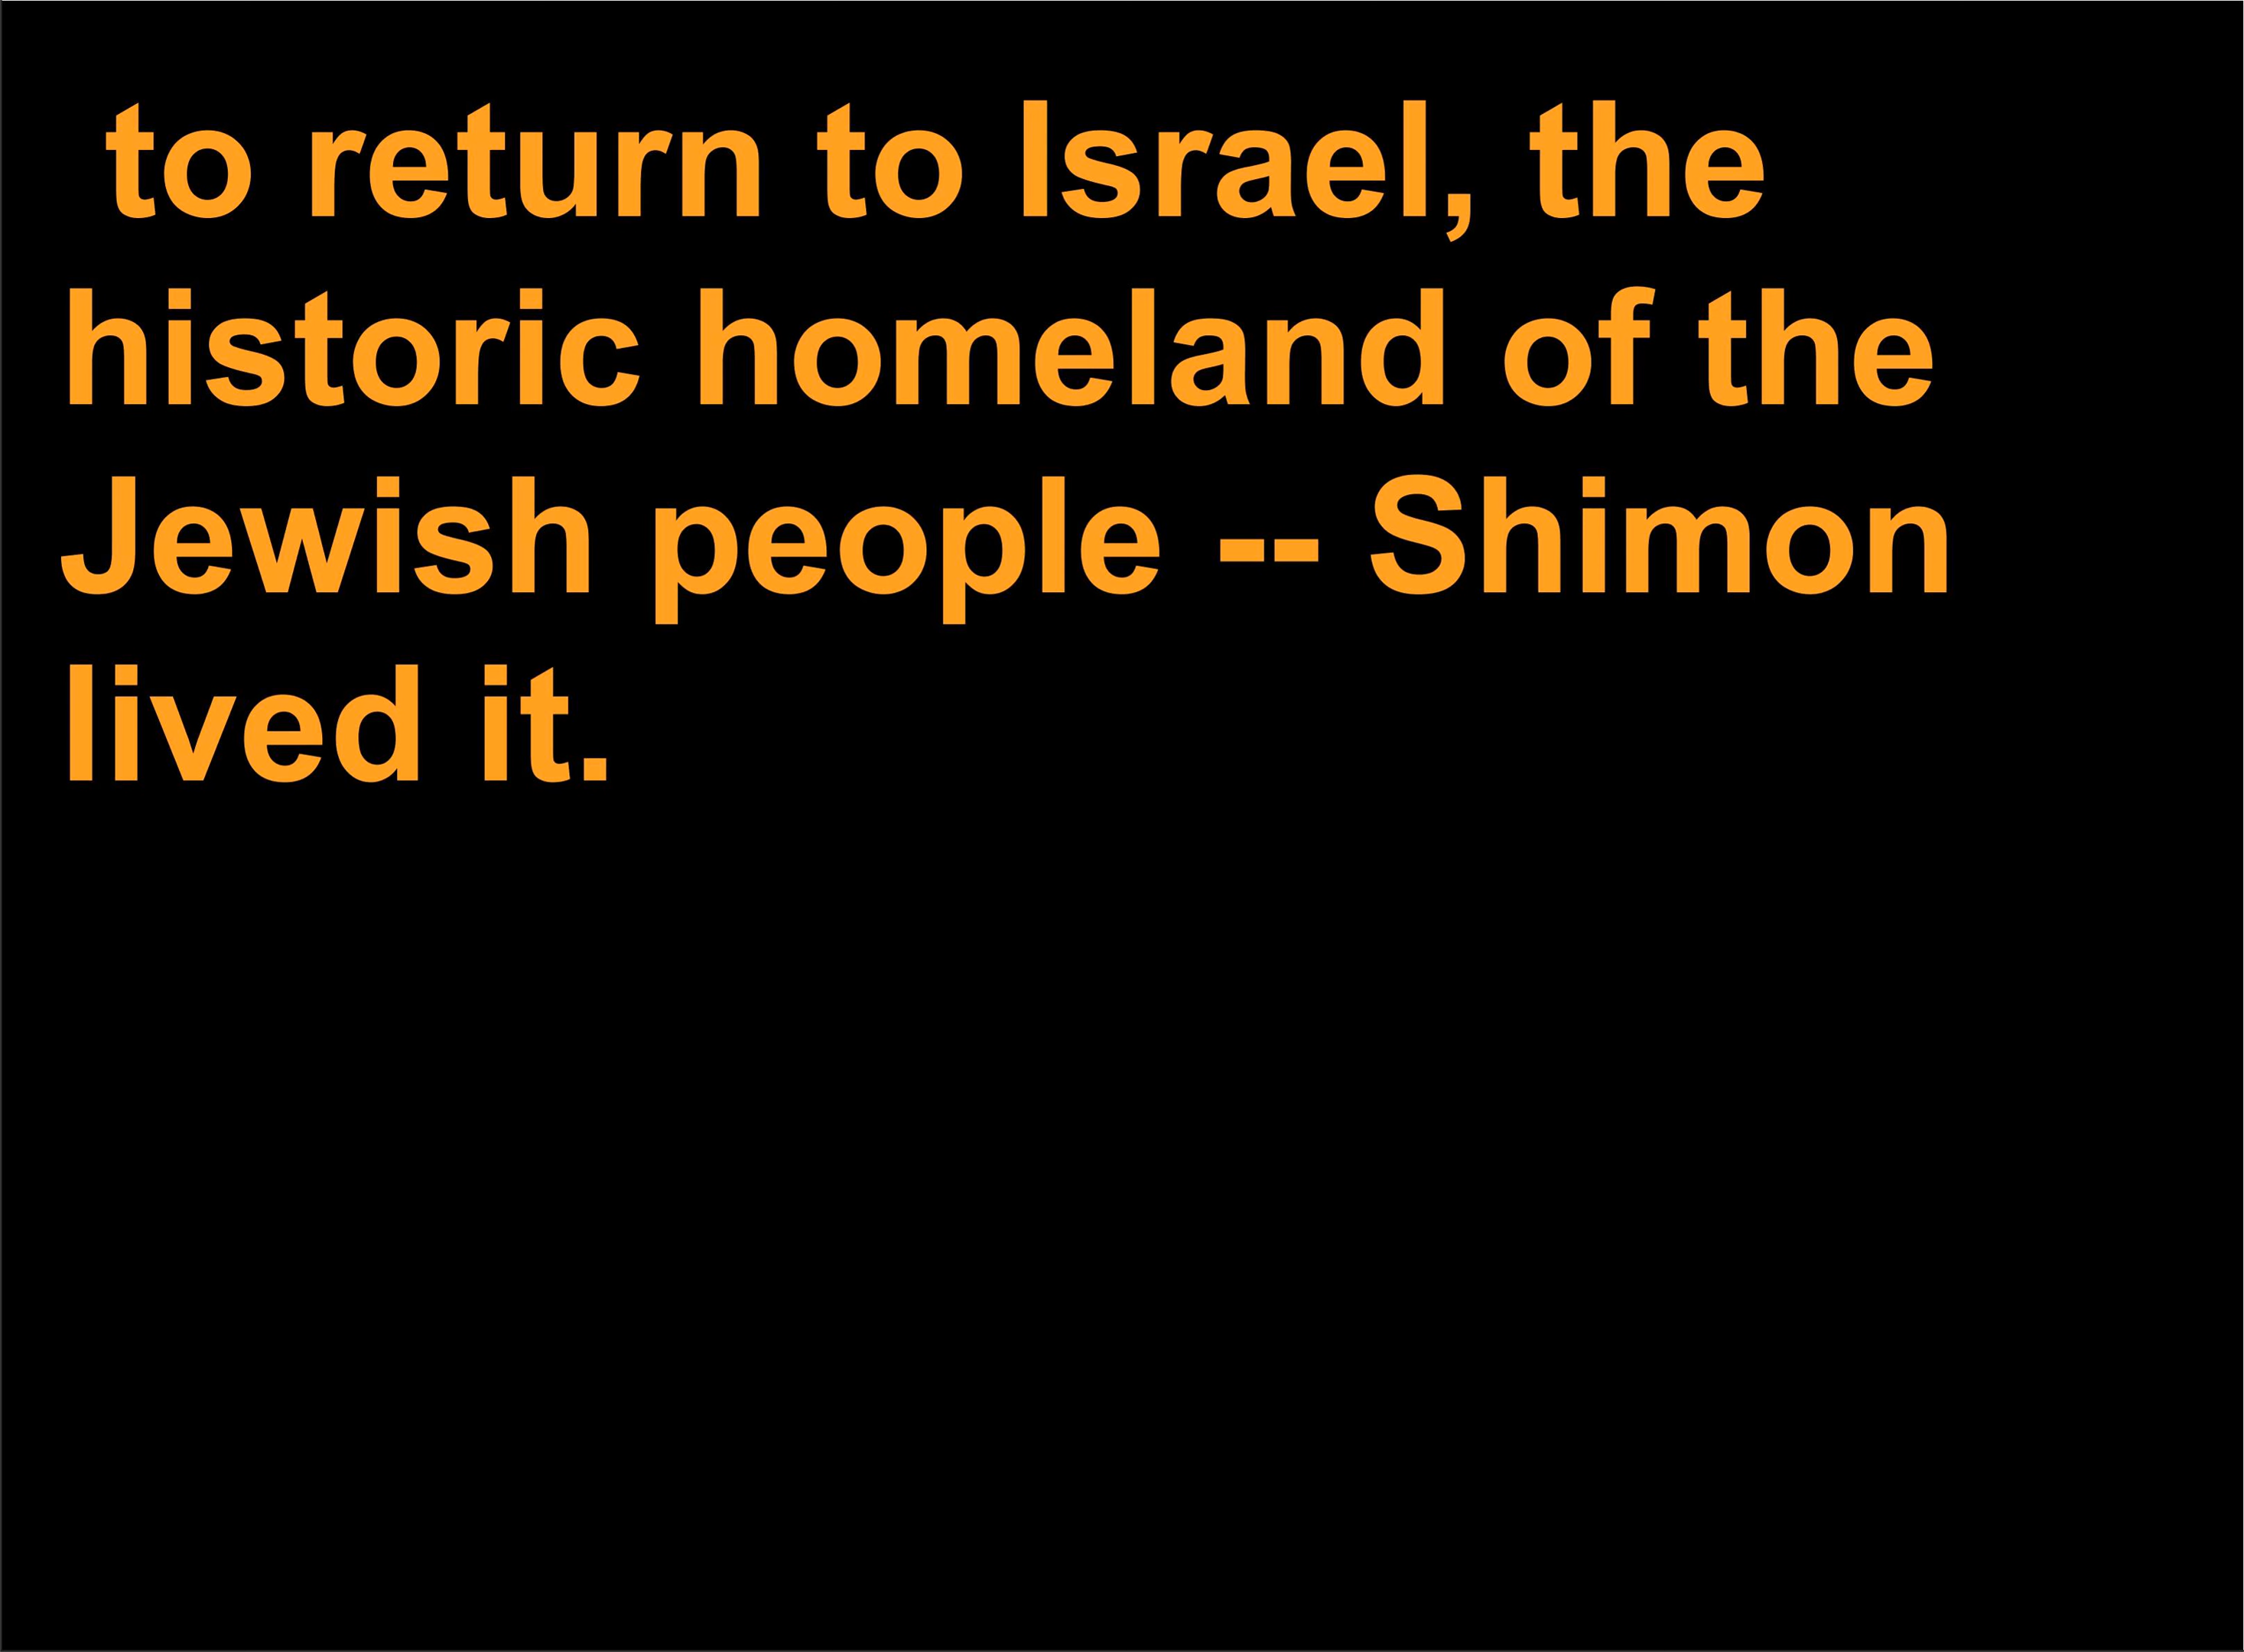 to return to Israel, the
historic homeland of the
Jewish people -- Shimon
lived it.